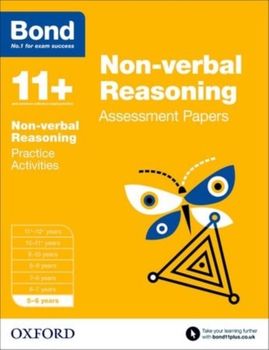 Bond
No.1 for exam success
11+
Non-verbal
Reasoning
Practice
Activities
Non-verbal
Reasoning
Assessment Papers
11+-12+ years
10-11+ years
9-10 years
8-9 years
7-8 years
6-7 years
5-6 years
OXFORD
Take your learning further
with bond11plus.co.uk